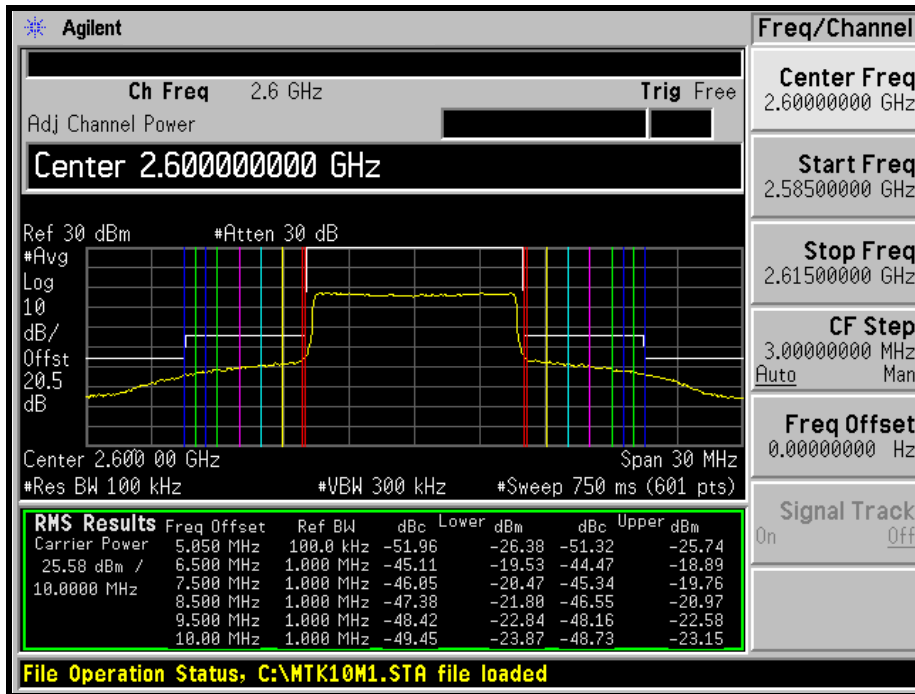 Agilent
Freq/Channel
Ch Freq 2.6 GHz Trig Free
Adj Channel Power
Center 2.600000000 GHz
Center Freq
2.60000000 GHz
Start Freq
2.58500000 GHz
Stop Freq
2.61500000 GHz
CF Step
3.00000000 MHz
Auto Man
Freq Offset
0.00000000 Hz
Signal Track
On Off
Ref 30 dBm #Atten 30 dB
#Avg
Log
10
dB/
Offst
20.5
dB
Center 2.600 00 GHz Span 30 MHz
#Res BW 100 kHz #VBW 300 kHz #Sweep 750 ms (601 pts)
RMS Results Freq Offset Ref BW dBc Lower dBm dBc Upper dBm
Carrier Power 5.050 MHz 100.0 kHz -51.96 -26.38 -51.32 -25.74
25.58 dBm / 6.500 MHz 1.000 MHz -45.11 -19.53 -44.47 -18.89
10.0000 MHz 7.500 MHz 1.000 MHz -46.05 -20.47 -45.34 -19.76
8.500 MHz 1.000 MHz -47.38 -21.80 -46.55 -20.97
9.500 MHz 1.000 MHz -48.42 -22.84 -48.16 -22.58
10.00 MHz 1.000 MHz -49.45 -23.87 -48.73 -23.15
File Operation Status, C:\MTK10M1.STA file loaded